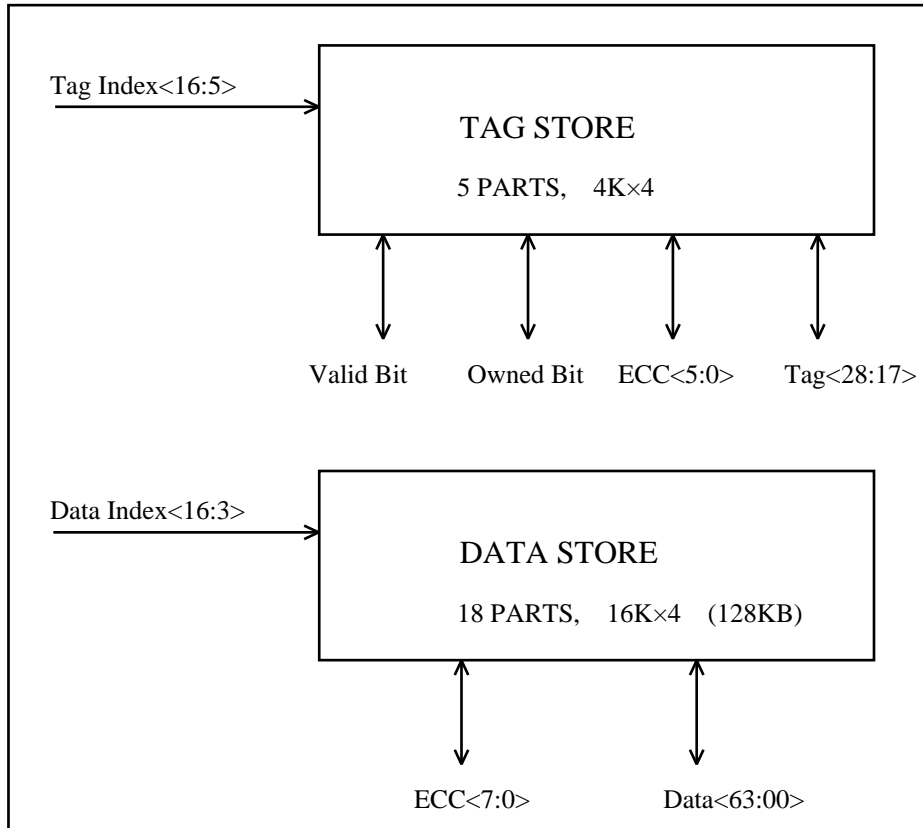 Tag Index<16:5>
TAG STORE
5 PARTS, 4K×4
Valid Bit Owned Bit ECC<5:0> Tag<28:17>
Data Index<16:3>
DATA STORE
18 PARTS, 16K×4 (128KB)
ECC<7:0> Data<63:00>